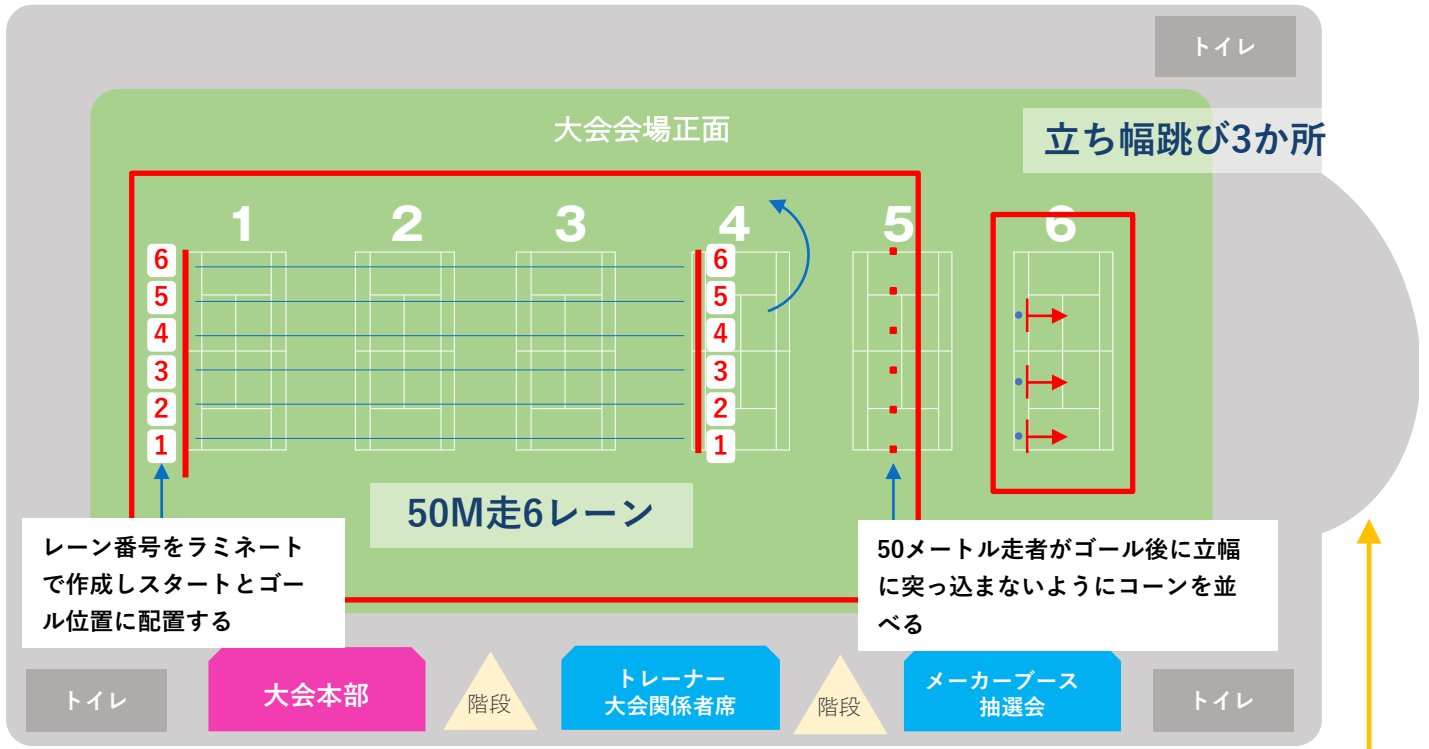 トイレ
大会会場正面
立ち幅跳び3か所
1
2
3
4
5
6
6
5
4
3
2
1
6
5
4
3
2
1
50M走6レーン
レーン番号をラミネート
で作成しスタートとゴー
ル位置に配置する
50メートル走者がゴール後に立幅
に突っ込まないようにコーンを並
べる
トイレ
大会本部
階段
トレーナー
大会関係者席
階段
メーカーブース
抽選会
トイレ